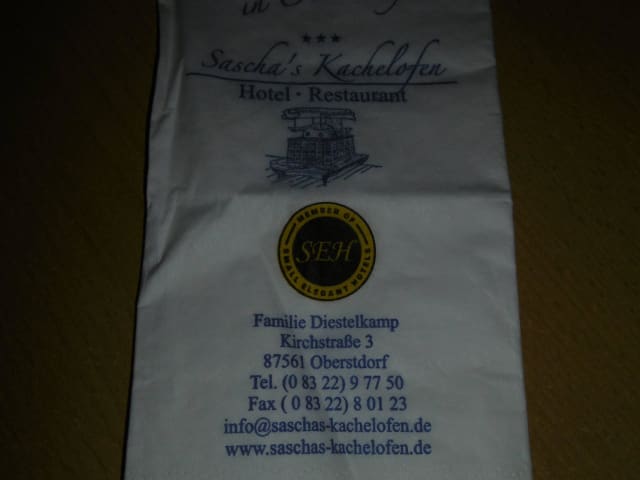 in
★★★
Sascha's Kachelofen
Hotel · Restaurant
MEMBER OF
SEH
SMALL ELEGANT HOTELS
Familie Diestelkamp
Kirchstraße 3
87561 Oberstdorf
Tel. (0 83 22) 9 77 50
Fax ( 0 83 22) 8 01 23
info@saschas-kachelofen.de
www.saschas-kachelofen.de